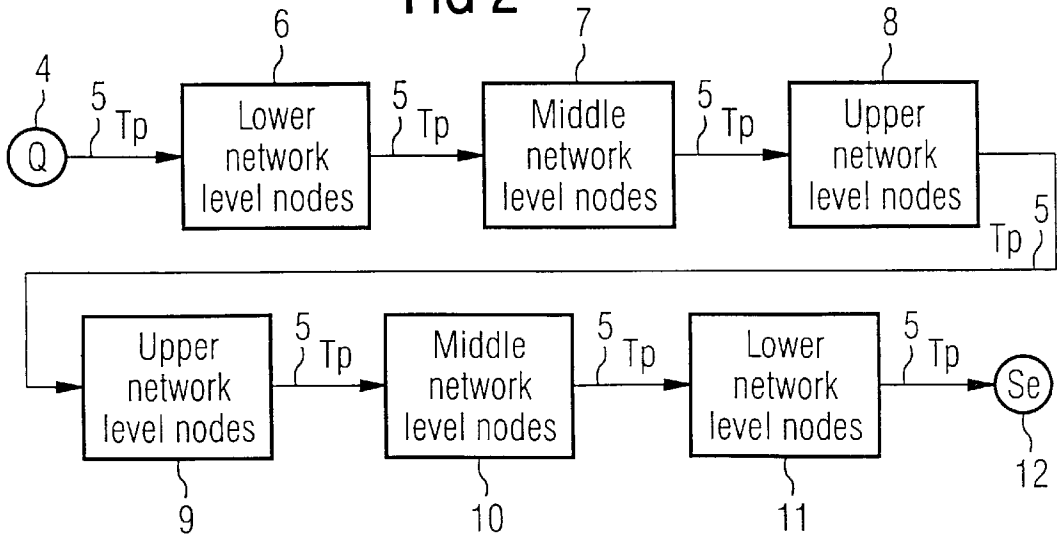 FIG 2
6
7
8
4
5 Tp
5 Tp
5 Tp
Q
Lower
network
level nodes
Middle
network
level nodes
Upper
network
level nodes
5
Tp
Upper
network
level nodes
5 Tp
Middle
network
level nodes
5 Tp
Lower
network
level nodes
5 Tp
Se
9
10
11
12